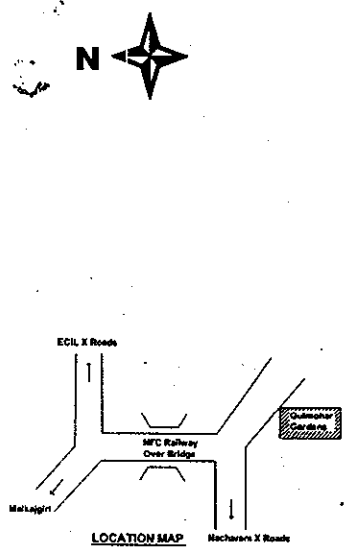 N
ECIL X Roads
Gulmohar
Gardens
NFC Railway
Over Bridge
Malkajgiri
LOCATION MAP
Nacharam X Roads